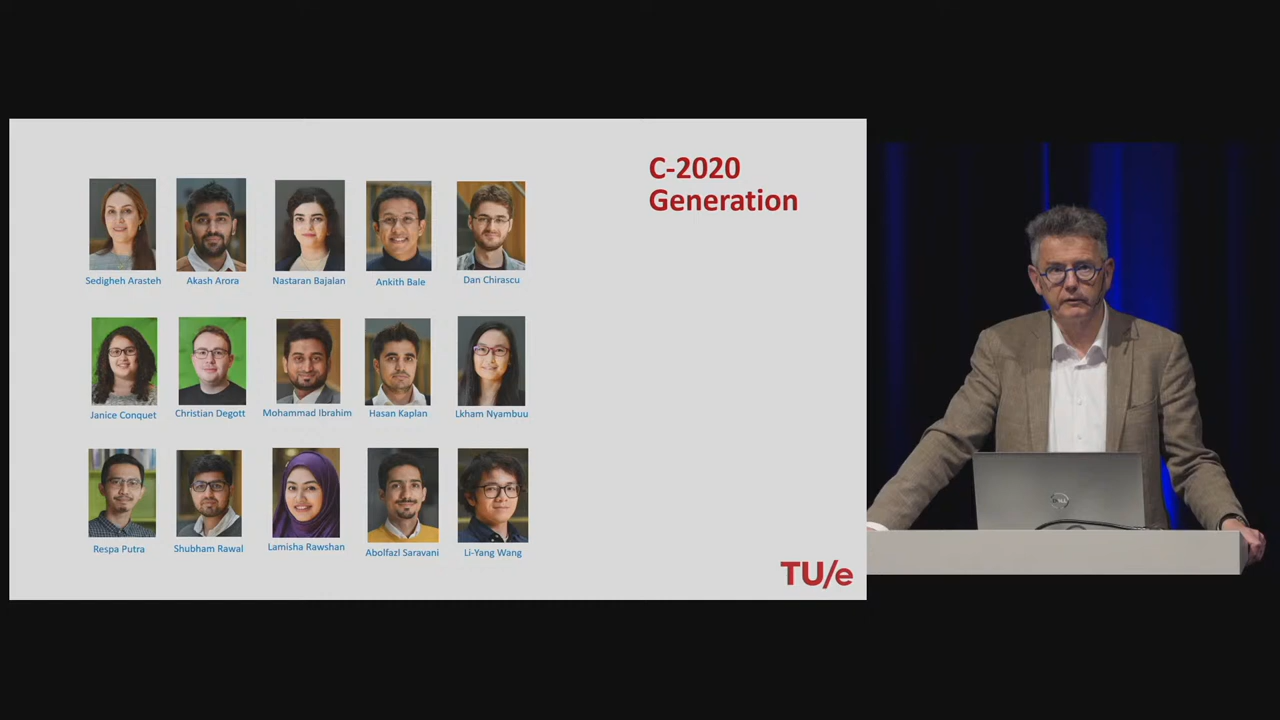 C-2020
Generation
Sedigheh Arasteh
Akash Arora
Nastaran Bajalan
Ankith Bale
Dan Chirascu
Janice Conquet
Christian Degott
Mohammad Ibrahim
Hasan Kaplan
Lkham Nyambuu
Respa Putra
Shubham Rawal
Lamisha Rawshan
Abolfazl Saravani
Li-Yang Wang
TU/e
DELL